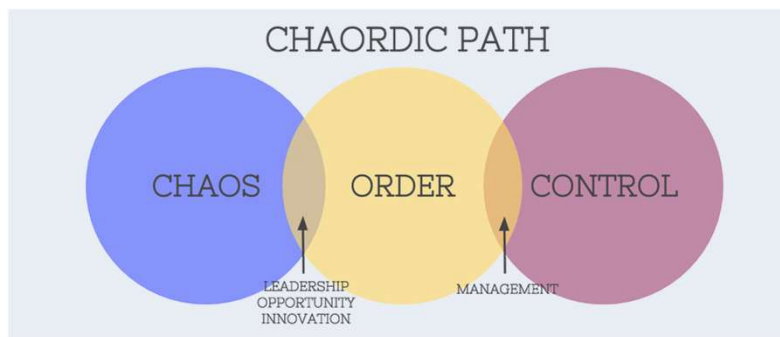 CHAORDIC PATH
CHAOS
ORDER
CONTROL
LEADERSHIP
OPPORTUNITY
INNOVATION
MANAGEMENT